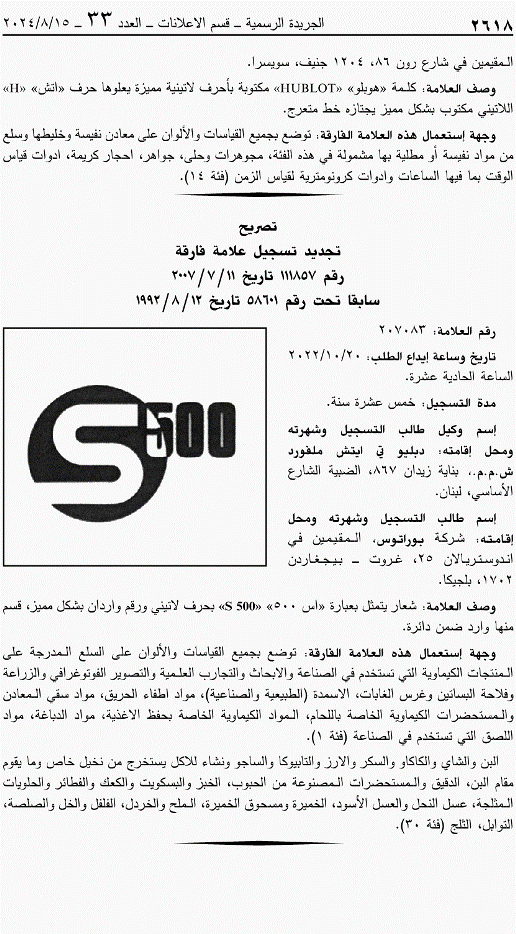 ٢٦١٨
الجريدة الرسمية ـ قسم الاعلانات ـ العدد ٣٣ ـ ٢٠٢٤/٨/١٥
المقيمين في شارع رون ٨٦، ١٢٠٤ جنيف، سويسرا.
وصف العلامة: كلمة «هوبلو» «HUBLOT» مكتوبة بأحرف لاتينية مميزة يعلوها حرف «اتش» «H»
اللاتيني مكتوب بشكل مميز يجتازه خط متعرج.
وجهة إستعمال هذه العلامة الفارقة: توضع بجميع القياسات والألوان على معادن نفيسة وخليطها وسلع
من مواد نفيسة أو مطلية بها مشمولة في هذه الفئة، مجوهرات وحلى، جواهر، احجار كريمة، ادوات قياس
الوقت بما فيها الساعات وادوات كرونومترية لقياس الزمن (فئة ١٤).
تصريح
تجديد تسجيل علامة فارقة
رقم ١١١٨٥٧ تاريخ ٢٠٠٧/٧/١١
سابقا تحت رقم ٥٨٦٠١ تاريخ ١٩٩٢/٨/١٢
رقم العلامة: ٢٠٧٠٨٣
تاريخ وساعة إيداع الطلب: ٢٠٢٢/١٠/٢٠
الساعة الحادية عشرة.
مدة التسجيل: خمس عشرة سنة.
إسم وكيل طالب التسجيل وشهرته
ومحل إقامته: دبليو تي ايتش ملفورد
ش.م.م.. بناية زيدان ٨٦٧، الضبية الشارع
الأساسي، لبنان.
إسم طالب التسجيل وشهرته ومحل
إقامته: شركة بوراتوس، المقيمين في
اندوستريالان ٢٥، غروت ـ بيجغاردن
١٧٠٢، بلجيكا.
S500
وصف العلامة: شعار يتمثل بعبارة «اس ٥٠٠» «S 500» بحرف لاتيني ورقم واردان بشكل مميز، قسم
منها وارد ضمن دائرة.
وجهة إستعمال هذه العلامة الفارقة: توضع بجميع القياسات والألوان على السلع المدرجة على
المنتجات الكيماوية التي تستخدم في الصناعة والابحاث والتجارب العلمية والتصوير الفوتوغرافي والزراعة
وفلاحة البساتين وغرس الغابات، الاسمدة (الطبيعية والصناعية)، مواد اطفاء الحريق، مواد سقي المعادن
والمستحضرات الكيماوية الخاصة باللحام، المواد الكيماوية الخاصة بحفظ الاغذية، مواد الدباغة، مواد
اللصق التي تستخدم في الصناعة (فئة ١).
البن والشاي والكاكاو والسكر والارز والتابيوكا والساجو ونشاء للاكل يستخرج من نخيل خاص وما يقوم
مقام البن، الدقيق والمستحضرات المصنوعة من الحبوب، الخبز والبسكويت والكعك والفطائر والحلويات
المثلجة، عسل النحل والعسل الأسود، الخميرة ومسحوق الخميرة، الملح والخردل، الفلفل والخل والصلصة،
التوابل، الثلج (فئة ٣٠).